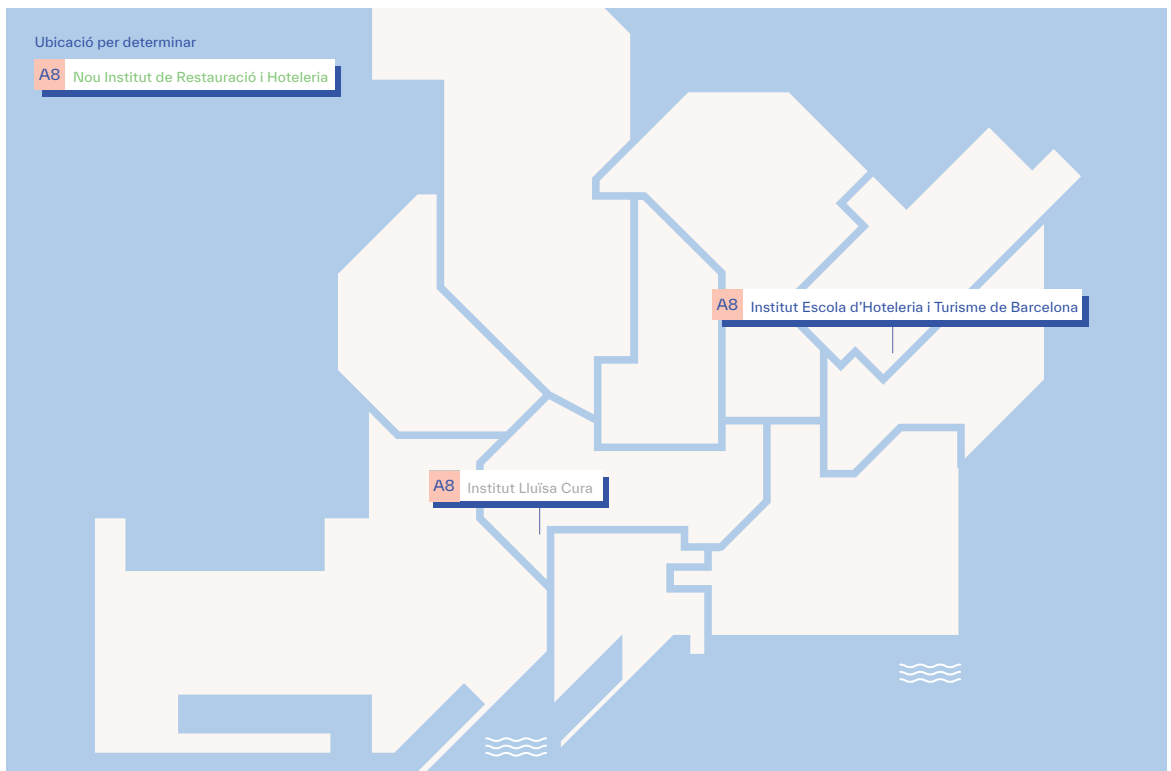 Ubicació per determinar
A8 Nou Institut de Restauració i Hoteleria
A8 Institut Escola d’Hoteleria i Turisme de Barcelona
A8 Institut Lluïsa Cura